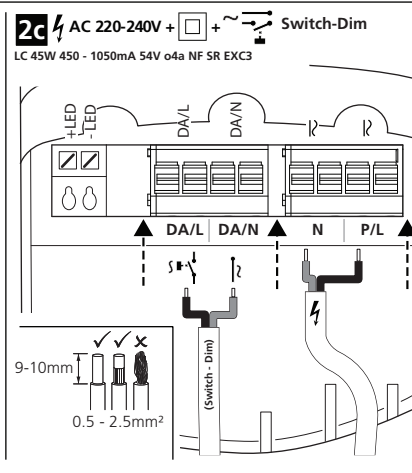 2c AC 220-240V + + ~ Switch-Dim
LC 45W 450 - 1050mA 54V o4a NF SR EXC3
+LED
-LED
DA/L
DA/N
~
~
DA/L DA/N N P/L
~
~
(Switch - Dim)
9-10mm
0.5 - 2.5mm²